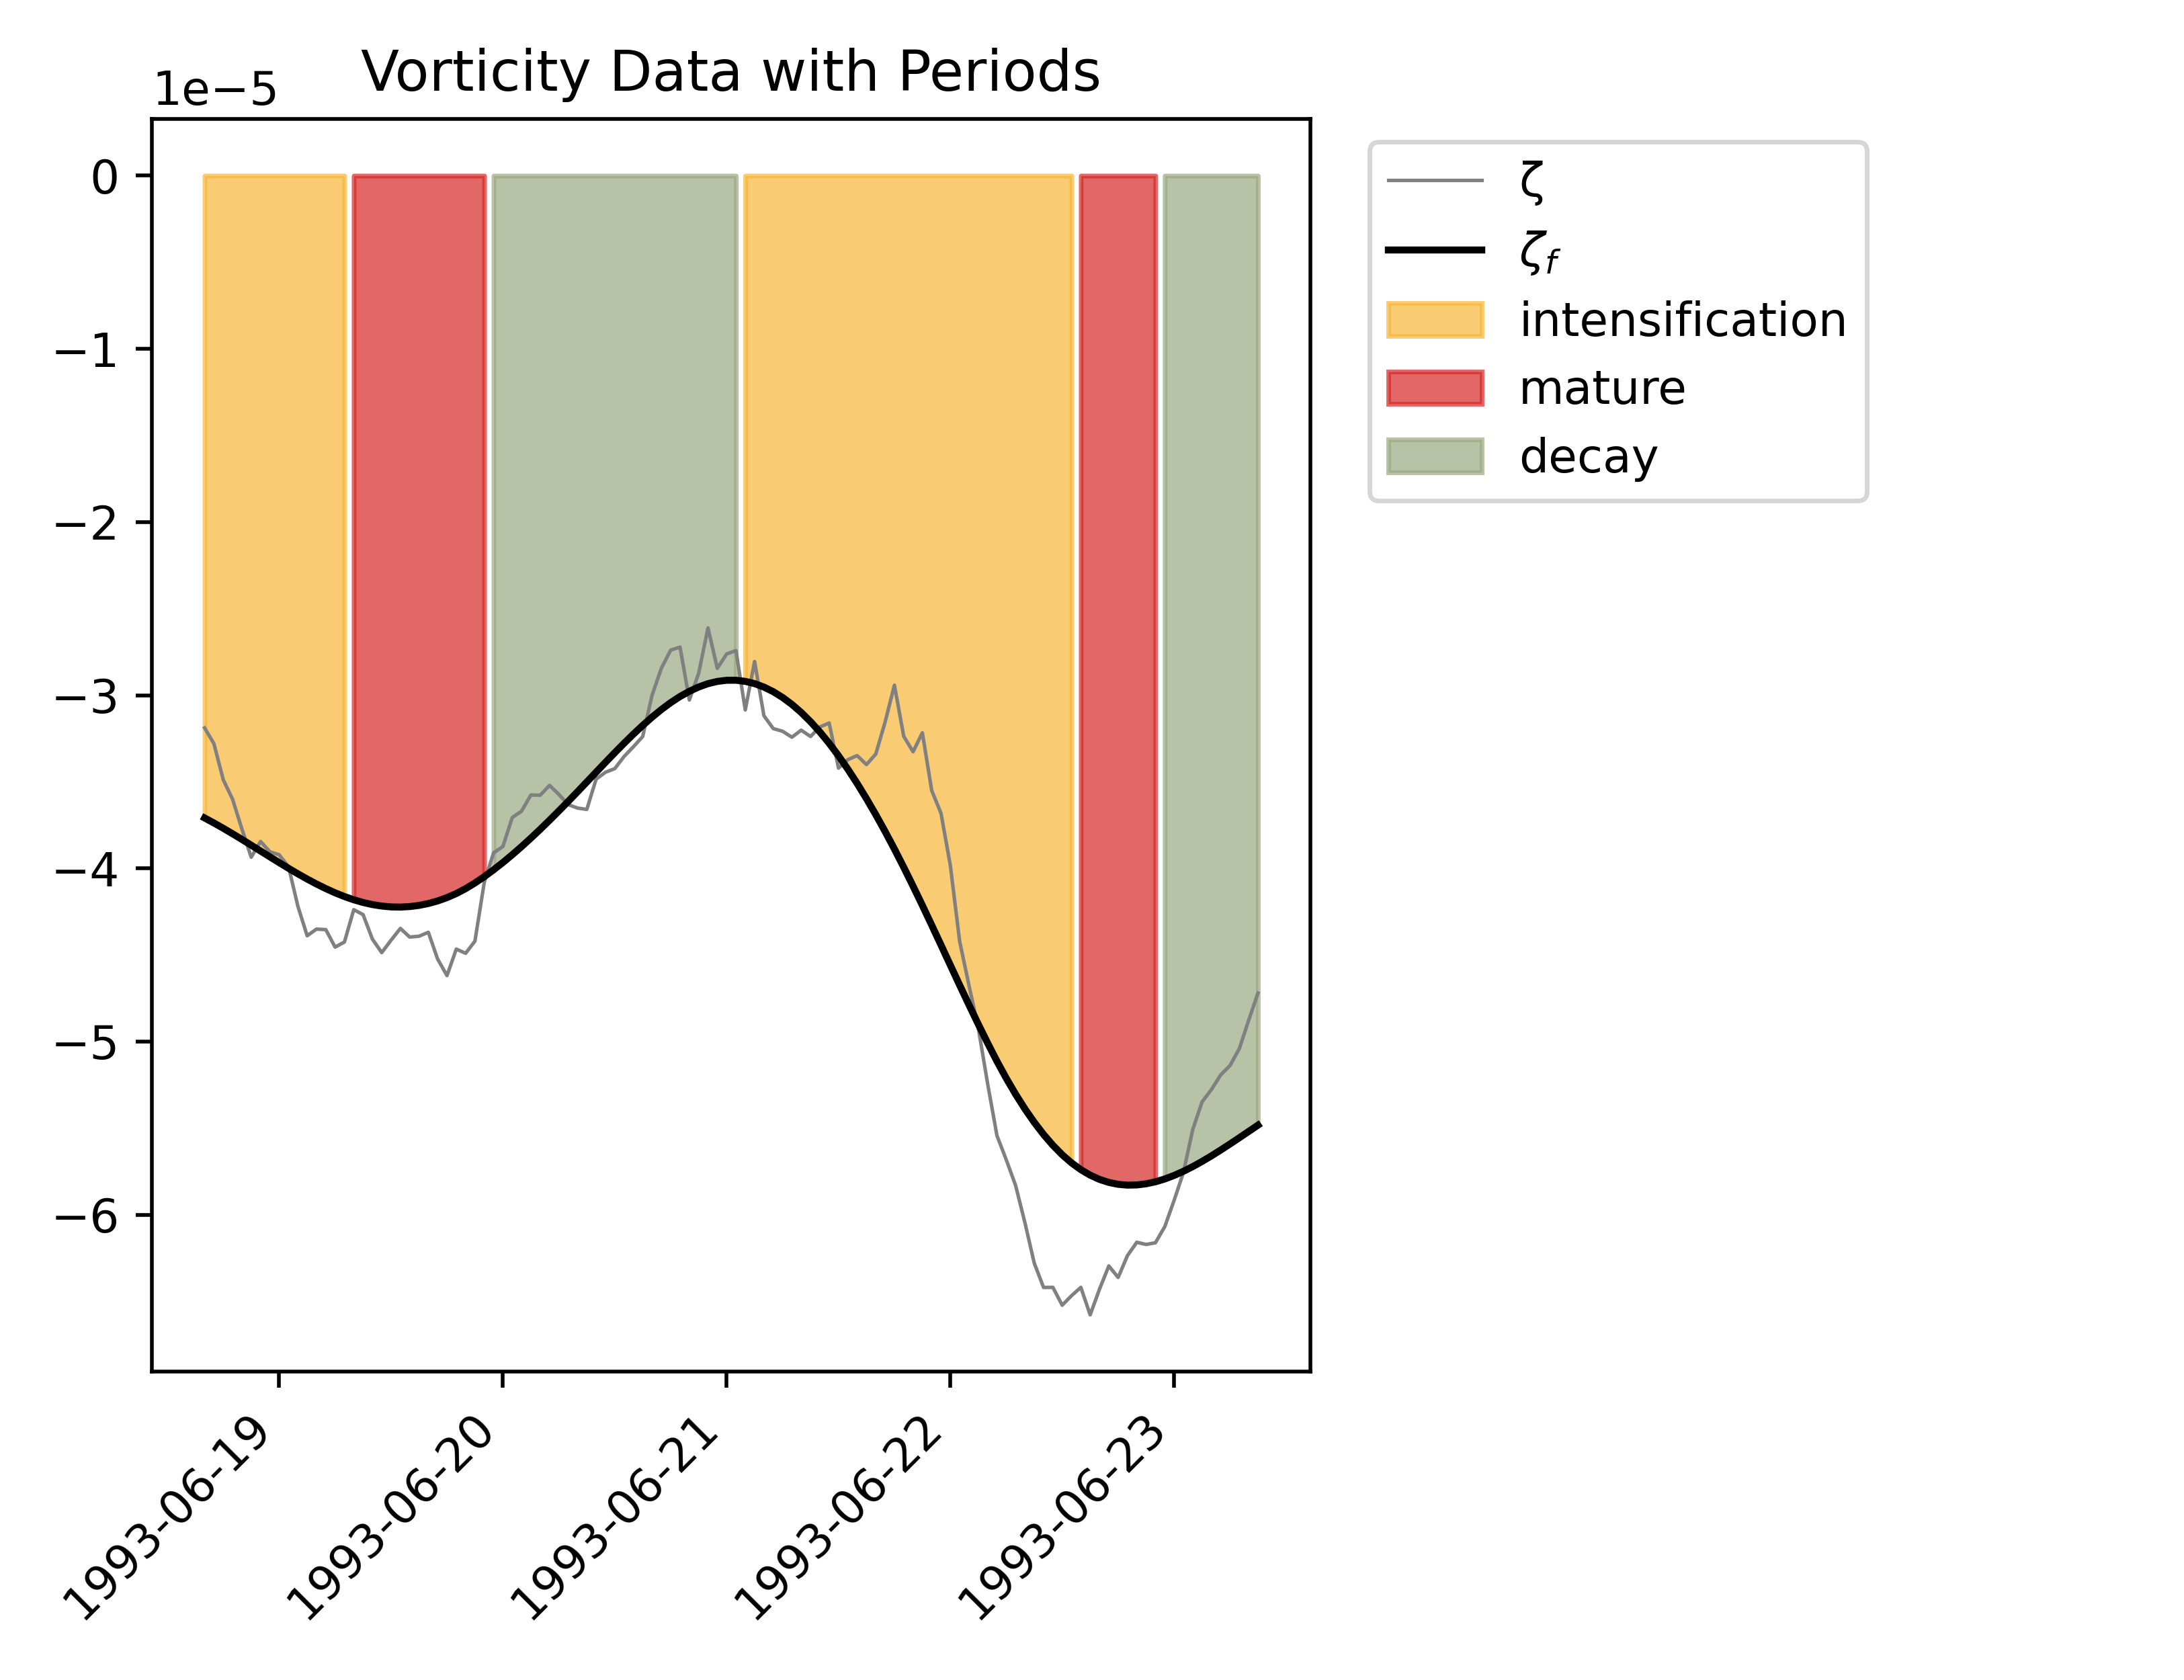 Vorticity Data with Periods
1e−5
0
−1
−2
−3
−4
−5
−6
1993-06-19
1993-06-20
1993-06-21
1993-06-22
1993-06-23
ζ
ζf
intensification
mature
decay